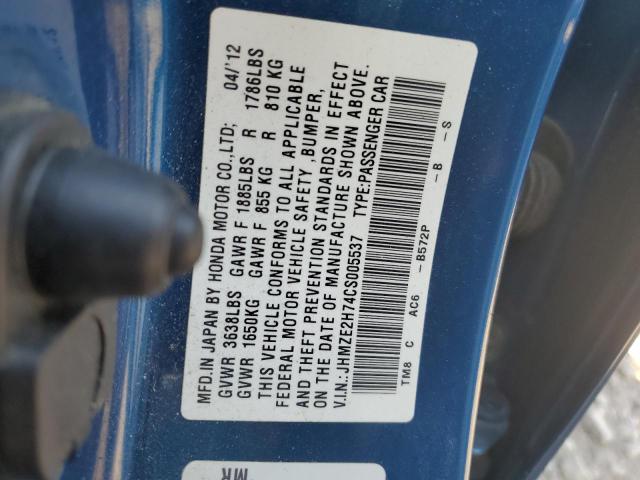 MFD.IN JAPAN BY HONDA MOTOR CO.,LTD; 04/'12
GVWR 3638LBS GAWR F 1885LBS R 1786LBS
GVWR 1650KG GAWR F 855 KG R 810 KG
THIS VEHICLE CONFORMS TO ALL APPLICABLE
FEDERAL MOTOR VEHICLE SAFETY ,BUMPER,
AND THEFT PREVENTION STANDARDS IN EFFECT
ON THE DATE OF MANUFACTURE SHOWN ABOVE.
V.I.N.:JHMZE2H74CS005537 TYPE:PASSENGER CAR
TM8 C AC6 -B572P -B -S
MR